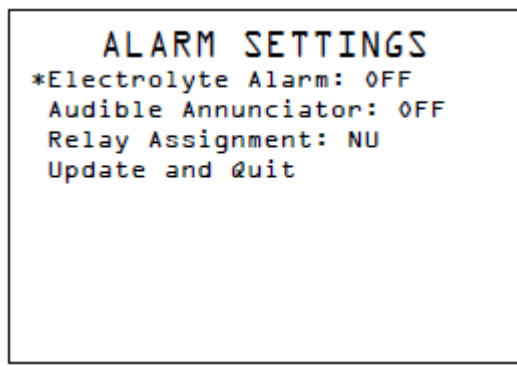 ALARM SETTINGS
*Electrolyte Alarm: OFF
Audible Annunciator: OFF
Relay Assignment: NU
Update and Quit